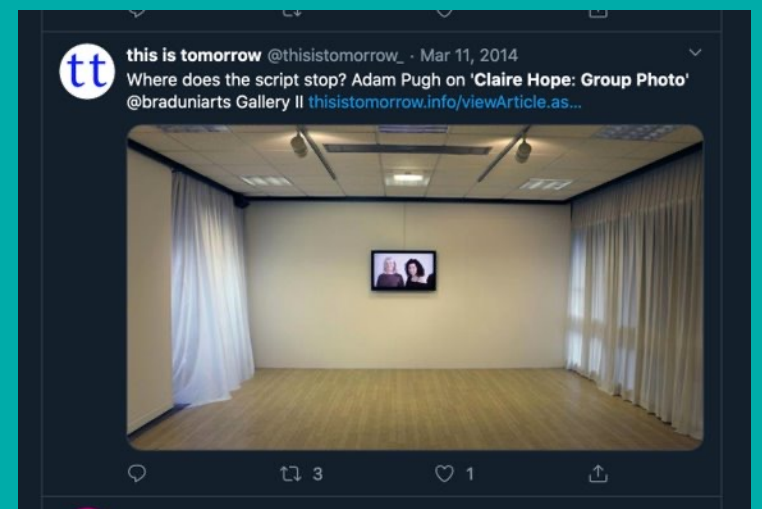 tt
this is tomorrow @thisistomorrow_ · Mar 11, 2014
Where does the script stop? Adam Pugh on 'Claire Hope: Group Photo'
@braduniarts Gallery II thisistomorrow.info/viewArticle.as...
3
1